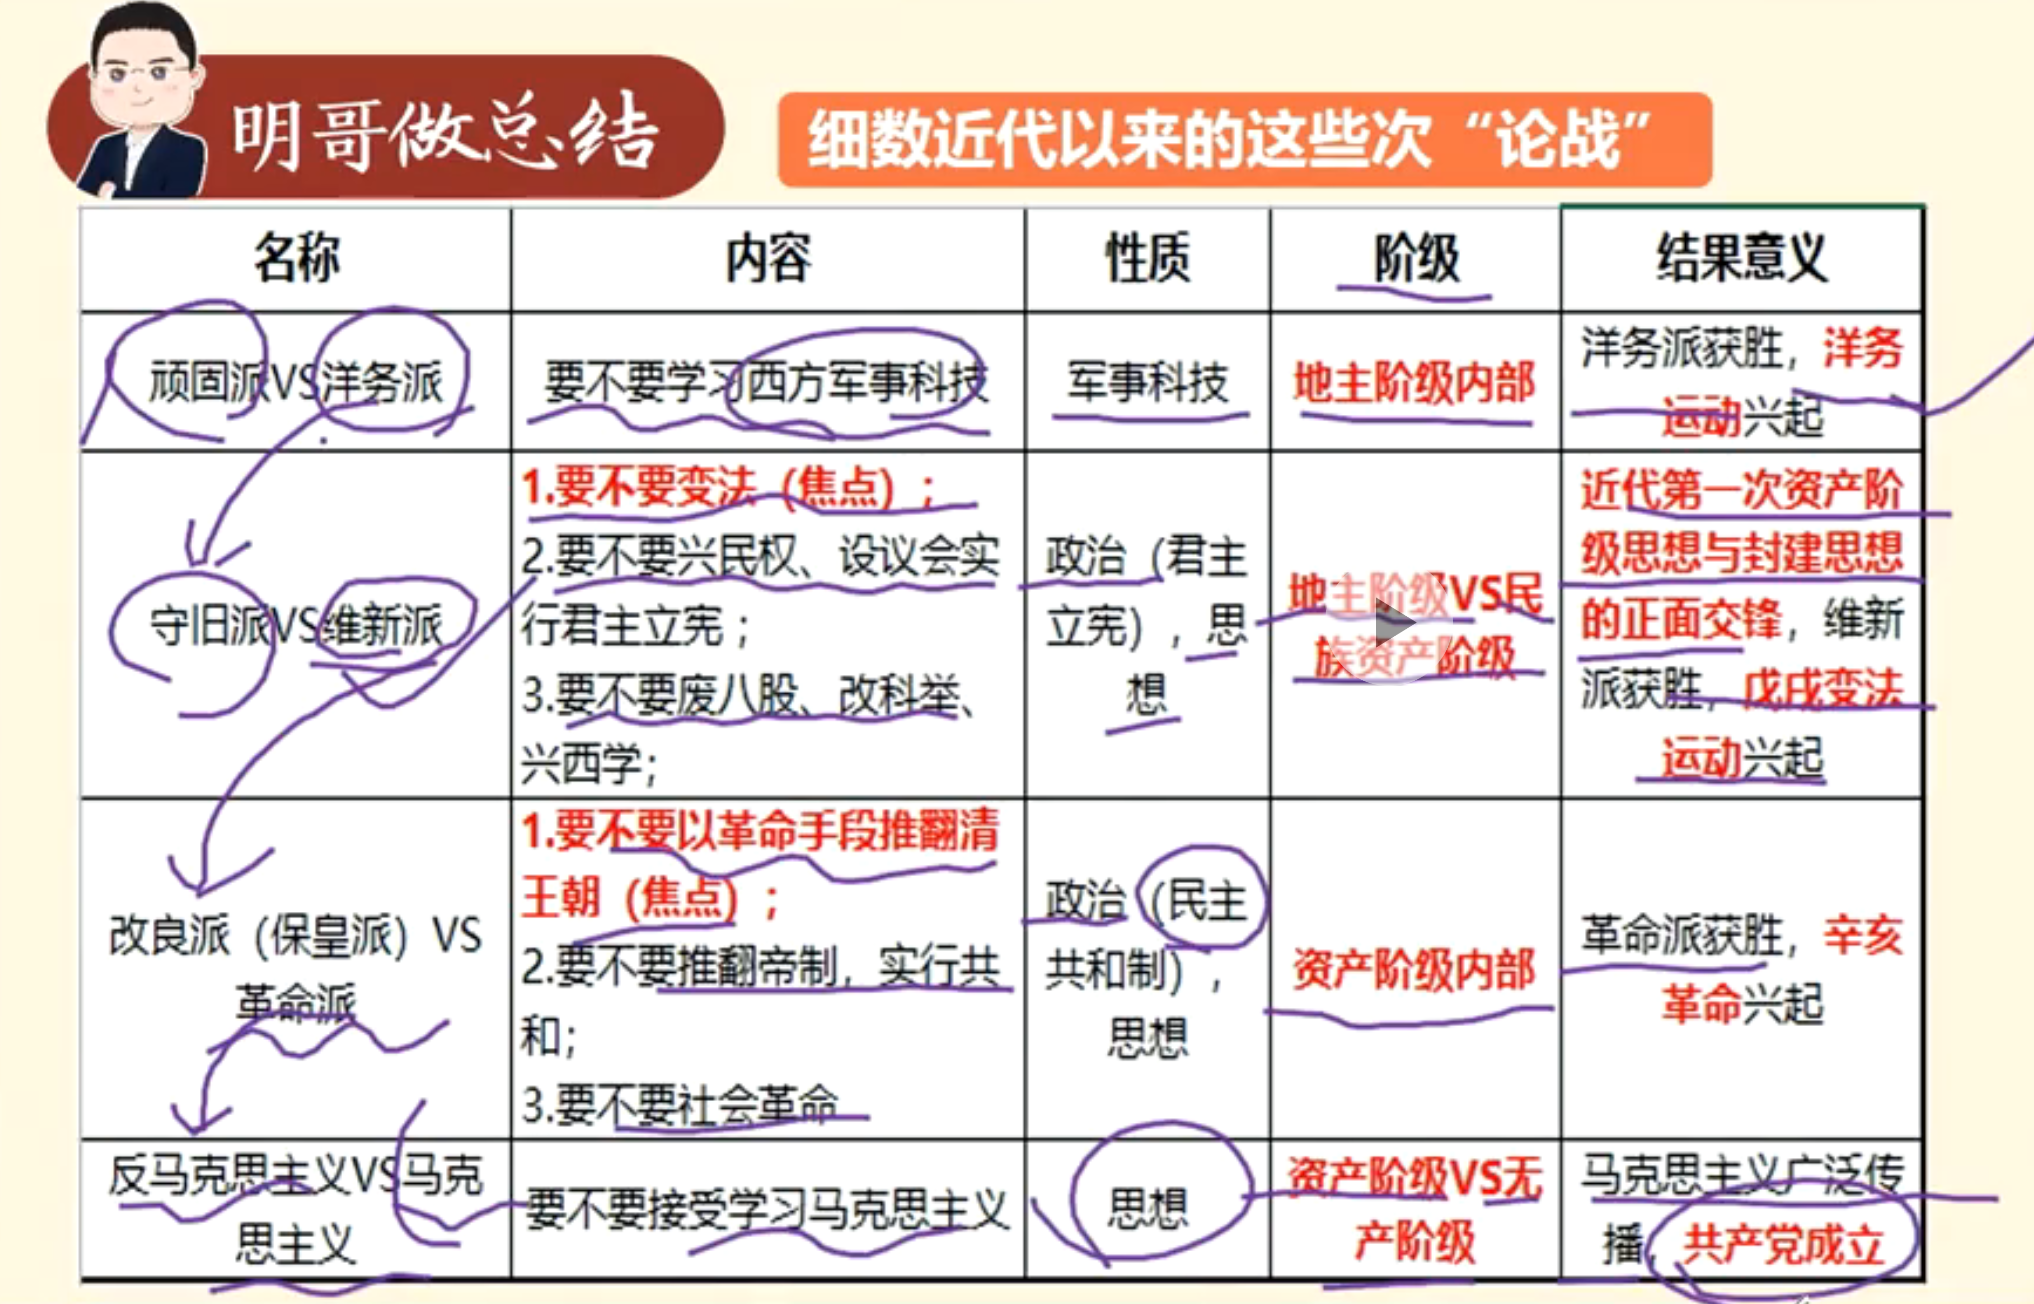 明哥做总结
细数近代以来的这些次“论战”
名称 内容 性质 阶级 结果意义
顽固派VS洋务派
要不要学习西方军事科技
军事科技
地主阶级内部
洋务派获胜，洋务
运动兴起
守旧派VS维新派
1.要不要变法（焦点）；
2.要不要兴民权、设议会实
行君主立宪；
3.要不要废八股、改科举、
兴西学；
政治（君主
立宪），思
想
地主阶级VS民
族资产阶级
近代第一次资产阶
级思想与封建思想
的正面交锋，维新
派获胜，戊戌变法
运动兴起
改良派（保皇派）VS
革命派
1.要不要以革命手段推翻清
王朝（焦点）；
2.要不要推翻帝制，实行共
和；
3.要不要社会革命
政治（民主
共和制），
思想
资产阶级内部
革命派获胜，辛亥
革命兴起
反马克思主义VS马克
思主义
要不要接受学习马克思主义
思想
资产阶级VS无
产阶级
马克思主义广泛传
播，共产党成立